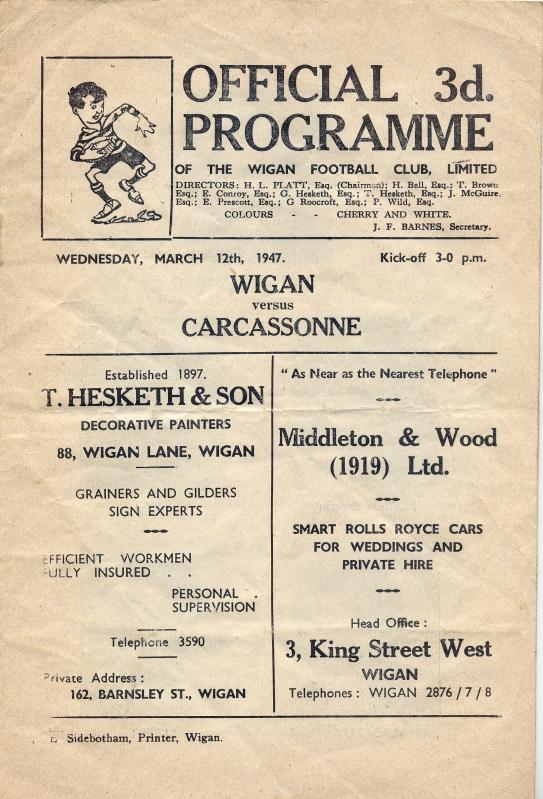 OFFICIAL 3d.
PROGRAMME
OF THE WIGAN FOOTBALL CLUB, LIMITED
DIRECTORS: H. L. PLATT, Esq. (Chairman); H. Ball, Esq.; T. Brown
Esq.; E. Conroy, Esq.; G. Hesketh, Esq.; T. Hesketh, Esq.; J. McGuire,
Esq.; E. Prescott, Esq.; G Roocroft, Esq.; P. Wild, Esq.
COLOURS - - CHERRY AND WHITE.
J. F. BARNES, Secretary.
WEDNESDAY, MARCH 12th, 1947. Kick-off 3-0 p.m.
WIGAN
versus
CARCASSONNE
Established 1897.
T. HESKETH & SON
DECORATIVE PAINTERS
88, WIGAN LANE, WIGAN
GRAINERS AND GILDERS
SIGN EXPERTS
EFFICIENT WORKMEN
FULLY INSURED . .
PERSONAL .
SUPERVISION
Telephone 3590
Private Address :
162, BARNSLEY ST., WIGAN
"As Near as the Nearest Telephone"
Middleton & Wood
(1919) Ltd.
SMART ROLLS ROYCE CARS
FOR WEDDINGS AND
PRIVATE HIRE
Head Office :
3, King Street West
WIGAN
Telephones : WIGAN 2876/7/8
Sidebotham, Printer, Wigan.